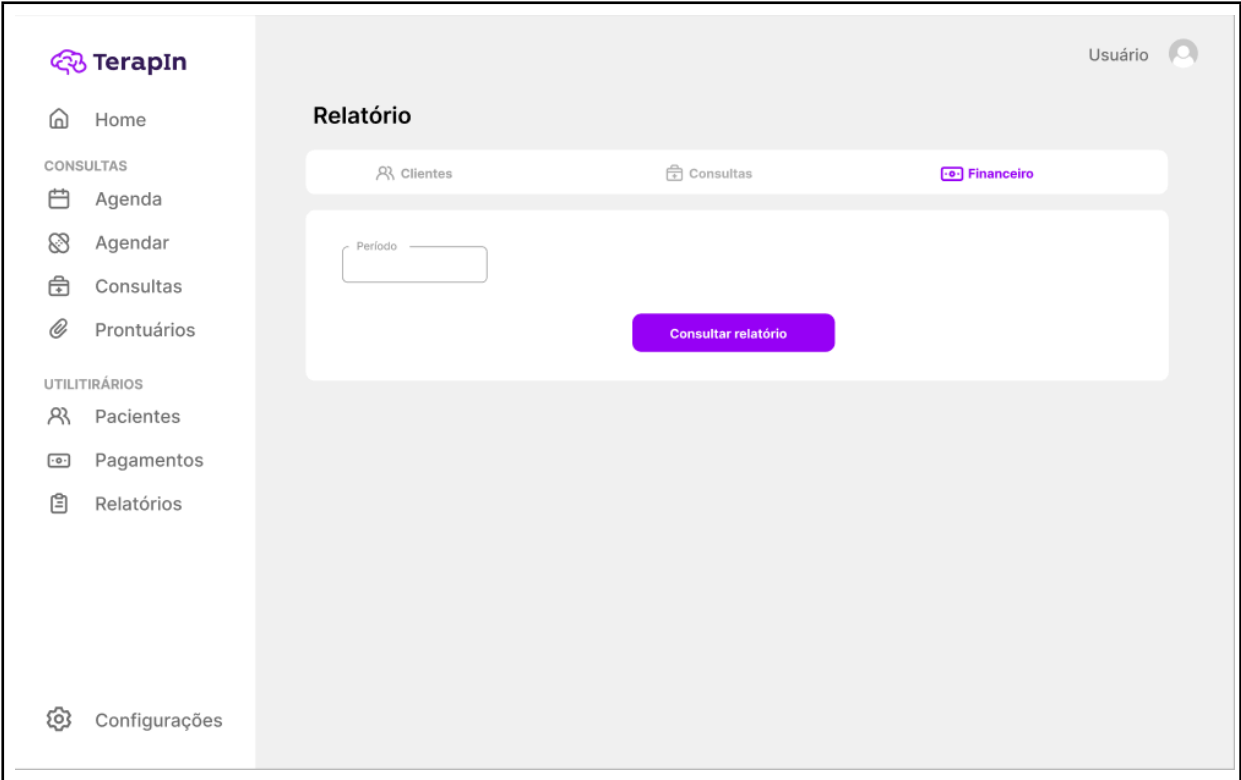 TerapIn
Usuário
Home
CONSULTAS
Agenda
Agendar
Consultas
Prontuários
UTILITIRÁRIOS
Pacientes
Pagamentos
Relatórios
Configurações
Relatório
Clientes
Consultas
Financeiro
Período
Consultar relatório